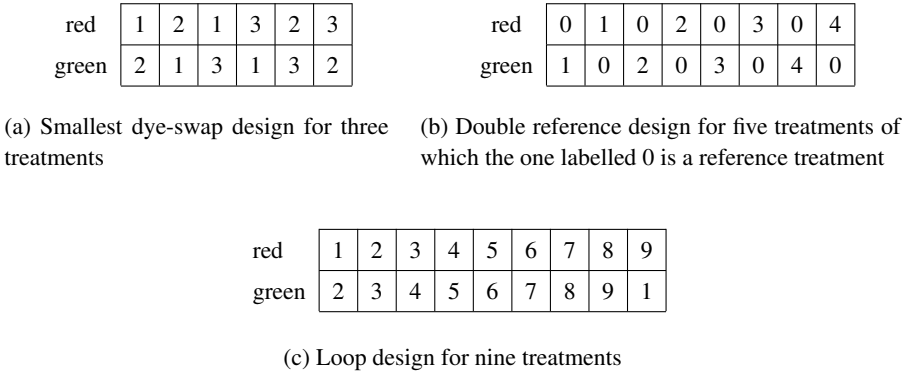 red 1 2 1 3 2 3
green 2 1 3 1 3 2
(a) Smallest dye-swap design for three
treatments
red 0 1 0 2 0 3 0 4
green 1 0 2 0 3 0 4 0
(b) Double reference design for five treatments of
which the one labelled 0 is a reference treatment
red 1 2 3 4 5 6 7 8 9
green 2 3 4 5 6 7 8 9 1
(c) Loop design for nine treatments